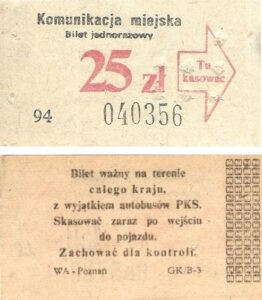 Komunikacja miejska
Bilet jednorazowy
25 zł
Tu
kasować
94 040356
Bilet ważny na terenie
całego kraju,
z wyjątkiem autobusów PKS.
Skasować zaraz po wejściu
do pojazdu.
Zachować dla kontroli.
WA - Poznań GK/B-3